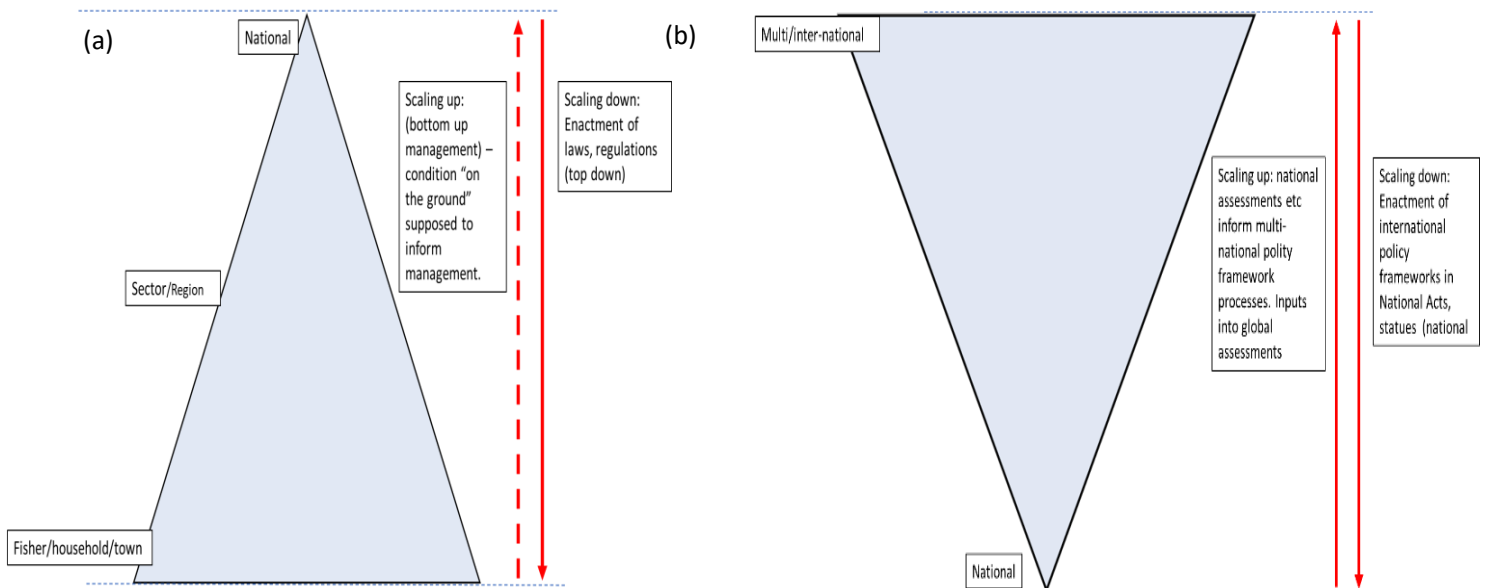 (a)
National
Scaling up:
(bottom up
management) –
condition “on
the ground”
supposed to
inform
management.
Scaling down:
Enactment of
laws, regulations
(top down)
Sector/Region
Fisher/household/town
(b)
Multi/inter-national
Scaling up: national
assessments etc
inform multi-
national polity
framework
processes. Inputs
into global
assessments
Scaling down:
Enactment of
international
policy
frameworks in
National Acts,
statues (national
National